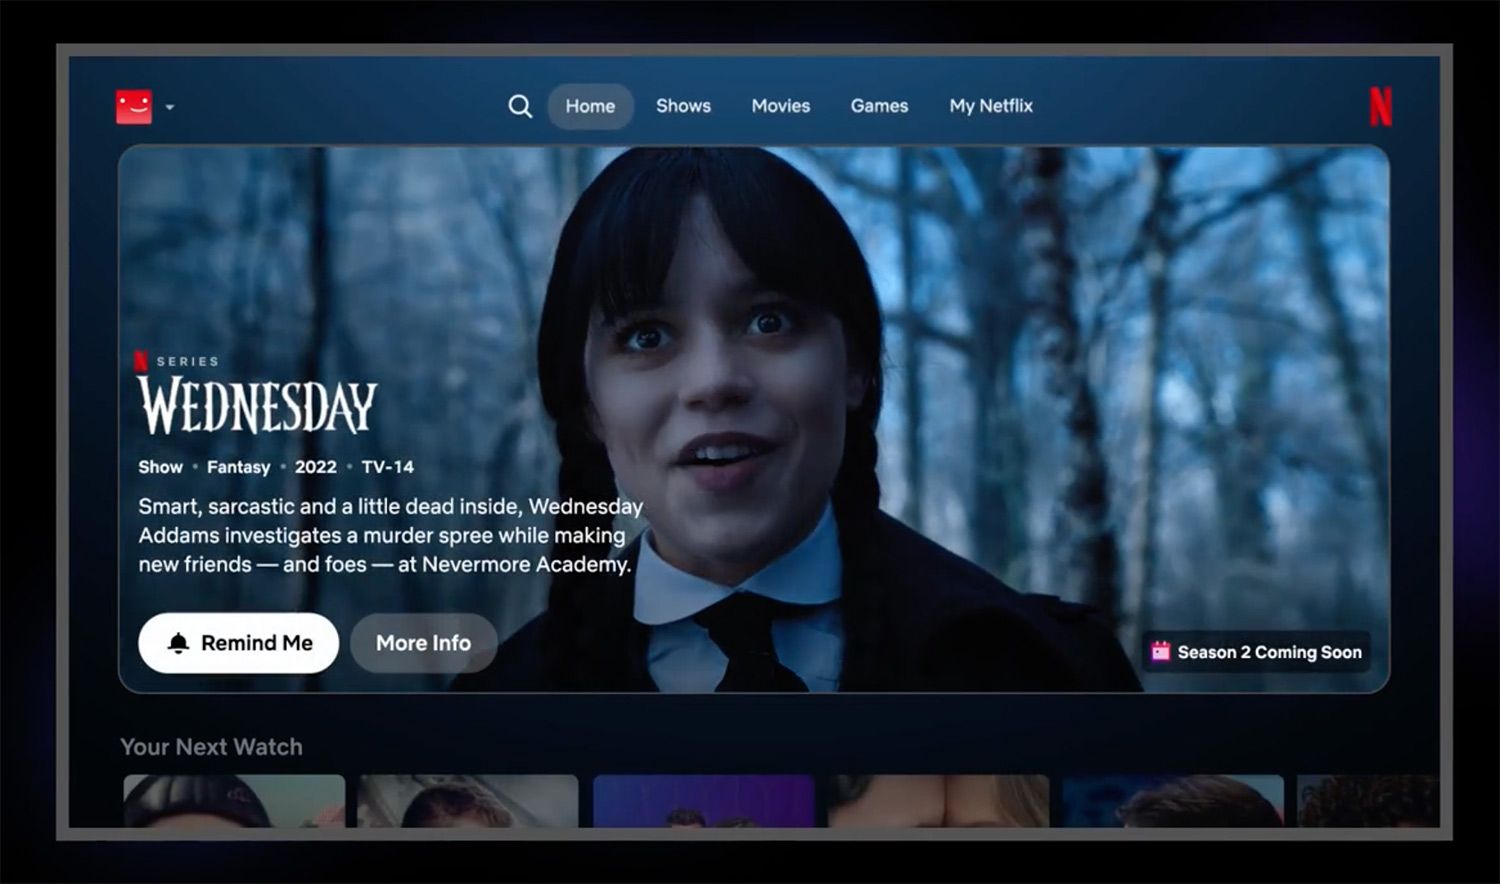 Home Shows Movies Games My Netflix
N
N SERIES
WEDNESDAY
Show • Fantasy • 2022 • TV-14
Smart, sarcastic and a little dead inside, Wednesday
Addams investigates a murder spree while making
new friends — and foes — at Nevermore Academy.
Remind Me More Info
Season 2 Coming Soon
Your Next Watch